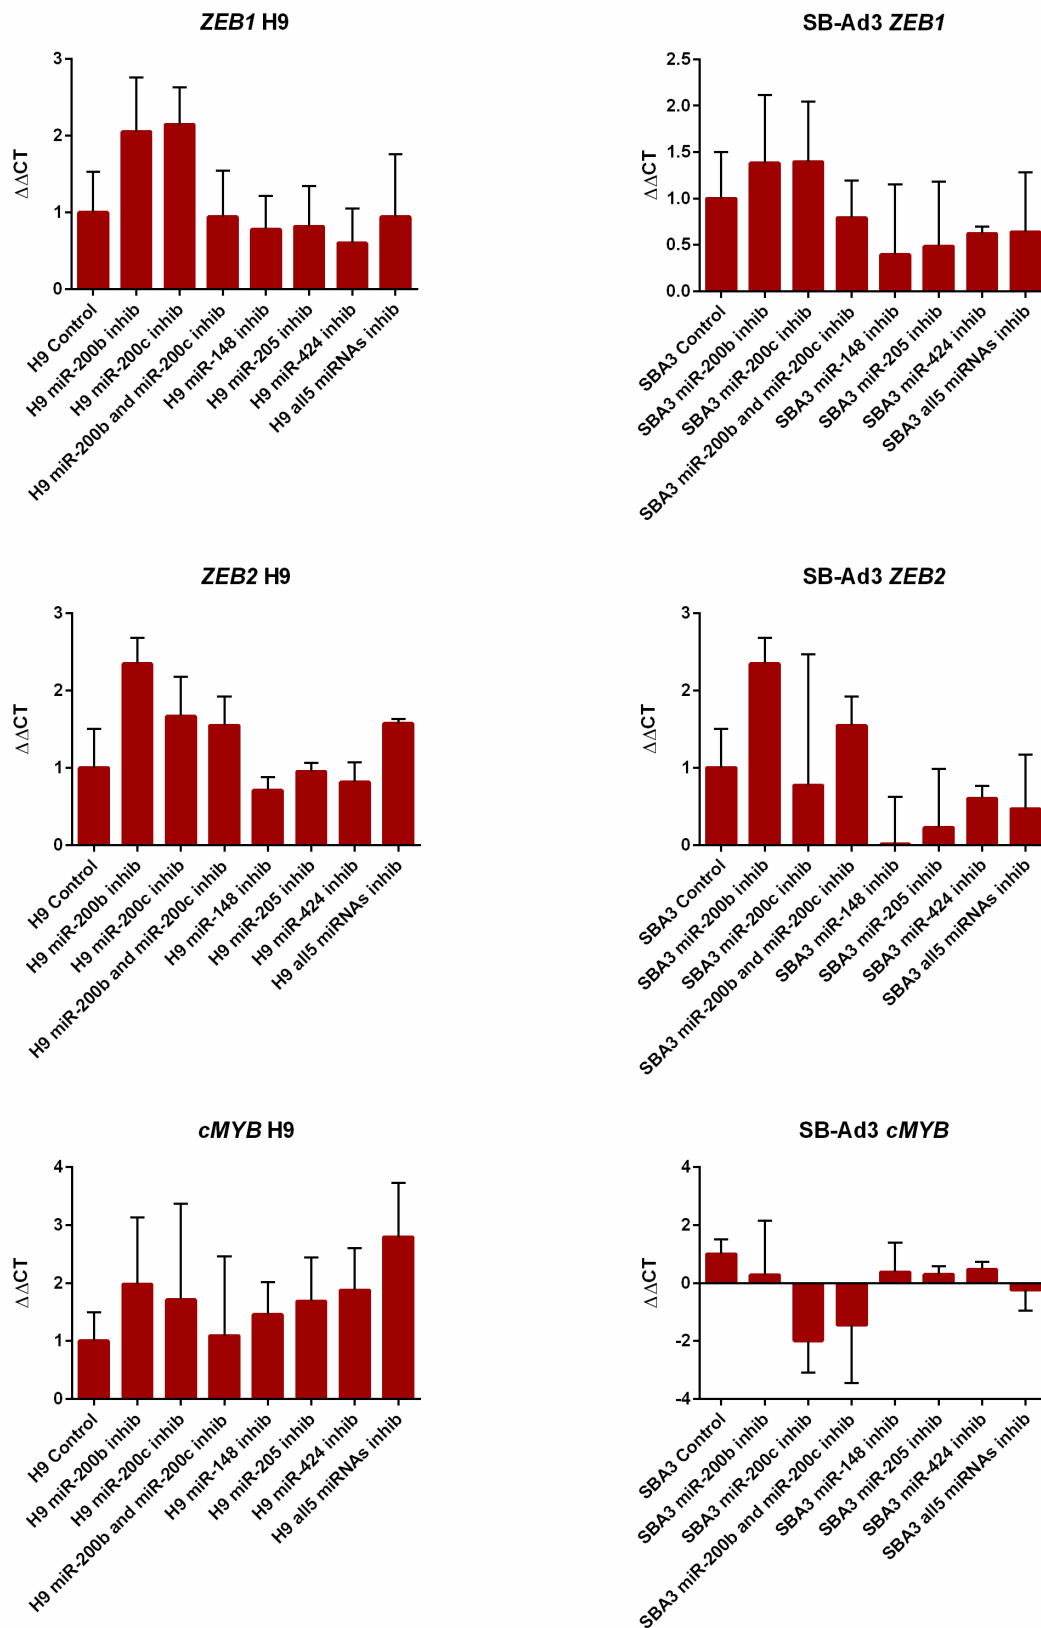 ZEB1 H9
ΔΔCT
3
2
1
0
H9 Control
H9 miR-200b inhib
H9 miR-200c inhib
H9 miR-200b and miR-200c inhib
H9 miR-148 inhib
H9 miR-205 inhib
H9 miR-424 inhib
H9 all5 miRNAs inhib
SB-Ad3 ZEB1
ΔΔCT
2.5
2.0
1.5
1.0
0.5
0.0
SBA3 Control
SBA3 miR-200b inhib
SBA3 miR-200c inhib
SBA3 miR-200b and miR-200c inhib
SBA3 miR-148 inhib
SBA3 miR-205 inhib
SBA3 miR-424 inhib
SBA3 all5 miRNAs inhib
ZEB2 H9
ΔΔCT
3
2
1
0
H9 Control
H9 miR-200b inhib
H9 miR-200c inhib
H9 miR-200b and miR-200c inhib
H9 miR-148 inhib
H9 miR-205 inhib
H9 miR-424 inhib
H9 all5 miRNAs inhib
SB-Ad3 ZEB2
ΔΔCT
3
2
1
0
SBA3 Control
SBA3 miR-200b inhib
SBA3 miR-200c inhib
SBA3 miR-200b and miR-200c inhib
SBA3 miR-148 inhib
SBA3 miR-205 inhib
SBA3 miR-424 inhib
SBA3 all5 miRNAs inhib
cMYB H9
ΔΔCT
4
3
2
1
0
H9 Control
H9 miR-200b inhib
H9 miR-200c inhib
H9 miR-200b and miR-200c inhib
H9 miR-148 inhib
H9 miR-205 inhib
H9 miR-424 inhib
H9 all5 miRNAs inhib
SB-Ad3 cMYB
ΔΔCT
4
2
0
-2
-4
SBA3 Control
SBA3 miR-200b inhib
SBA3 miR-200c inhib
SBA3 miR-200b and miR-200c inhib
SBA3 miR-148 inhib
SBA3 miR-205 inhib
SBA3 miR-424 inhib
SBA3 all5 miRNAs inhib